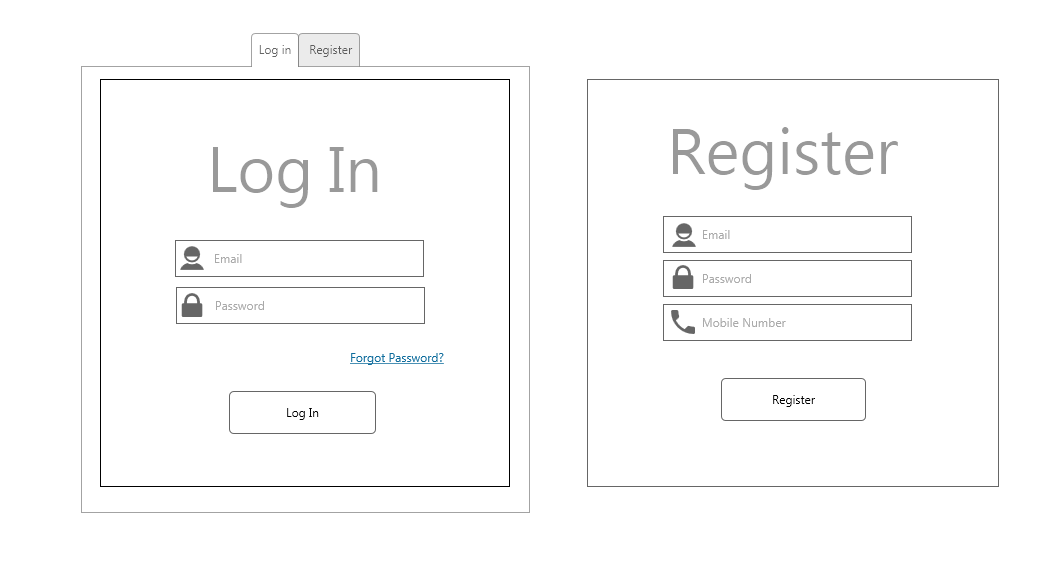 Log in Register
Log In
Email
Password
Forgot Password?
Log In
Register
Email
Password
Mobile Number
Register